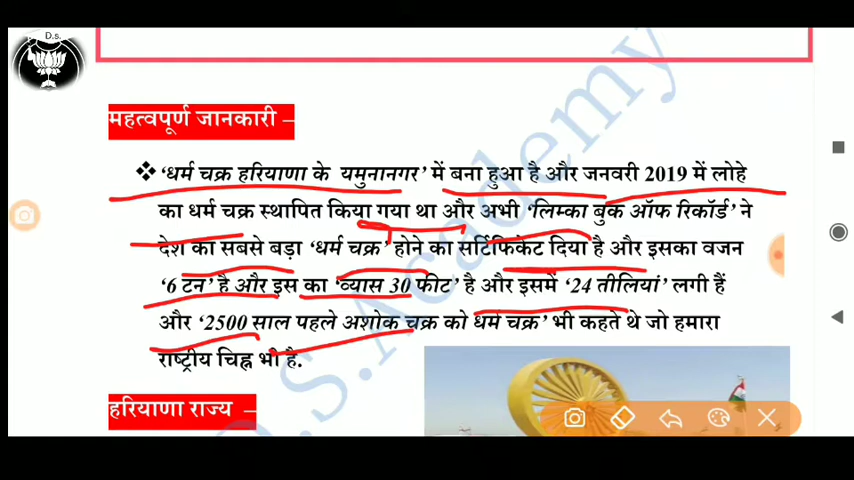 D.s.
महत्वपूर्ण जानकारी –
❖ ‘धर्म चक्र हरियाणा के यमुनानगर’ में बना हुआ है और जनवरी 2019 में लोहे
का धर्म चक्र स्थापित किया गया था और अभी ‘लिम्का बुक ऑफ रिकॉर्ड’ ने
देश का सबसे बड़ा ‘धर्म चक्र’ होने का सर्टिफिकेट दिया है और इसका वजन
‘6 टन’ है और इस का ‘व्यास 30 फीट’ है और इसमें ‘24 तीलियां’ लगी हैं
और ‘2500 साल पहले अशोक चक्र को धर्म चक्र’ भी कहते थे जो हमारा
राष्ट्रीय चिह्न भी है.
हरियाणा राज्य –
D.S.Academy